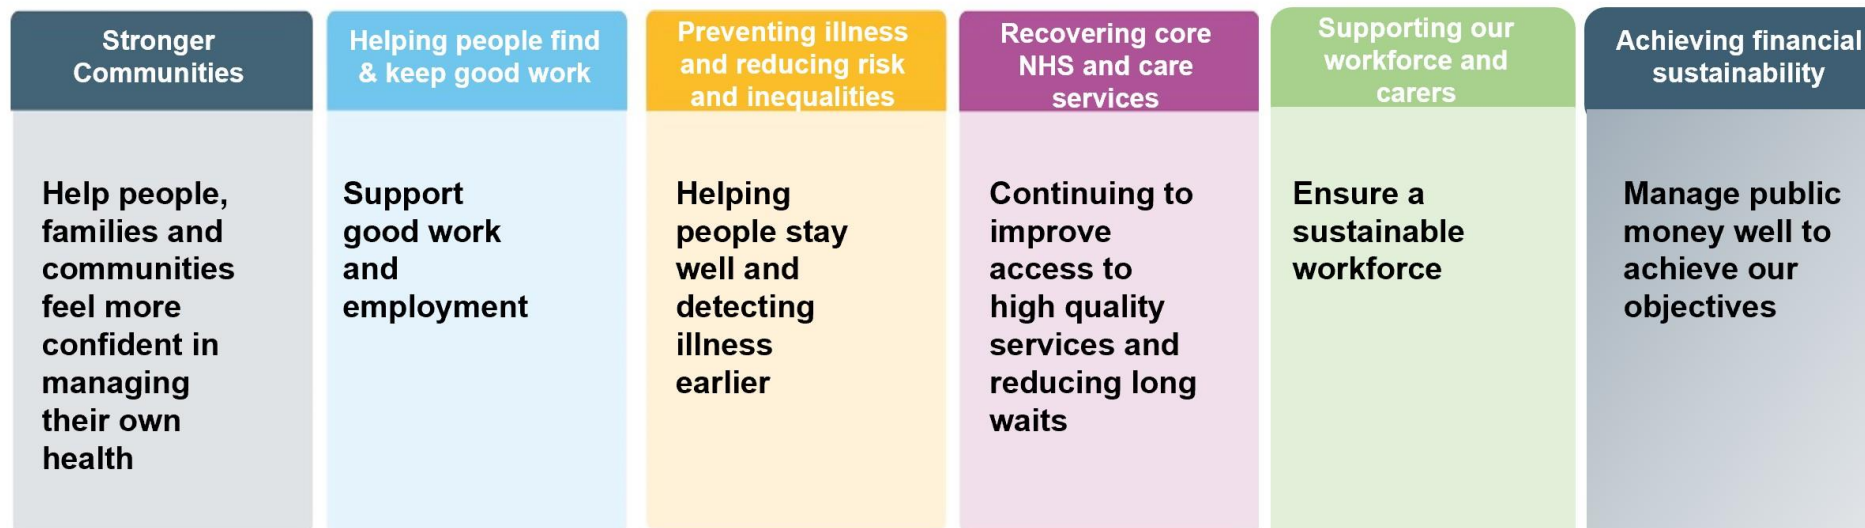 Stronger
Communities
Help people,
families and
communities
feel more
confident in
managing
their own
health
Helping people find
& keep good work
Support
good work
and
employment
Preventing illness
and reducing risk
and inequalities
Helping
people stay
well and
detecting
illness
earlier
Recovering core
NHS and care
services
Continuing to
improve
access to
high quality
services and
reducing long
waits
Supporting our
workforce and
carers
Ensure a
sustainable
workforce
Achieving financial
sustainability
Manage public
money well to
achieve our
objectives